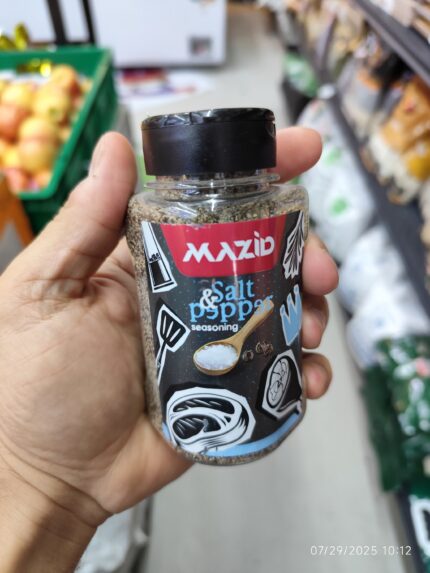 MAZID
Salt
& pepper
seasoning
07/29/2025 10:12